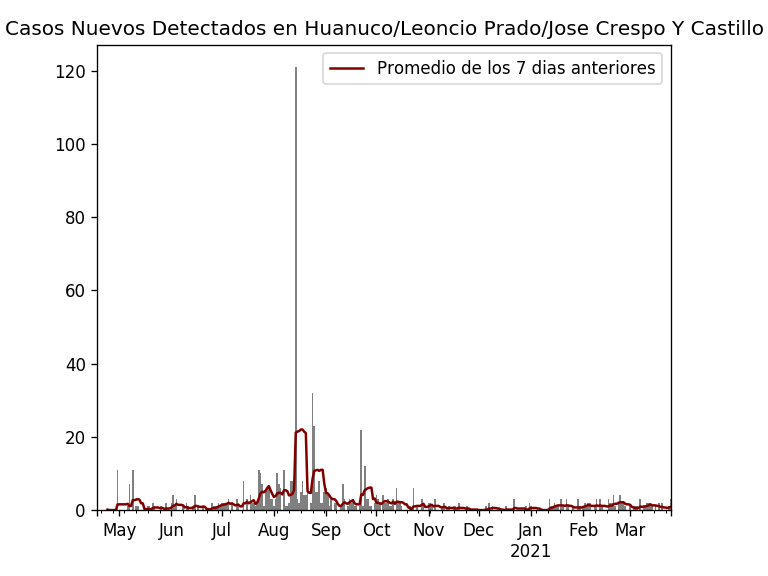 Casos Nuevos Detectados en Huanuco/Leoncio Prado/Jose Crespo Y Castillo
Promedio de los 7 dias anteriores
120
100
80
60
40
20
0
May Jun Jul Aug Sep Oct Nov Dec Jan Feb Mar
2021